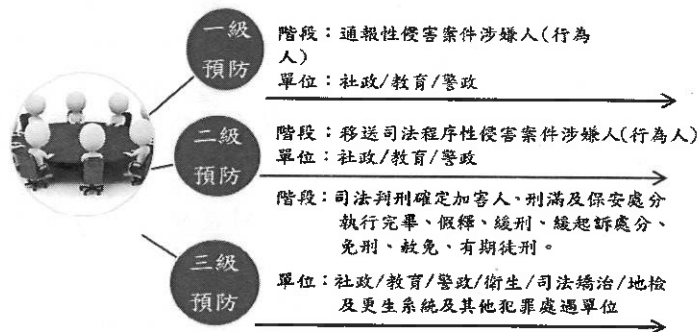 一級
預防
階段：通報性侵害案件涉嫌人(行為
人)
單位：社政/教育/警政
二級
預防
階段：移送司法程序性侵害案件涉嫌人(行為人)
單位：社政/教育/警政
三級
預防
階段：司法判刑確定加害人、刑滿及保安處分
執行完畢、假釋、緩刑、緩起訴處分、
免刑、赦免、有期徒刑。
單位：社政/教育/警政/衛生/司法矯治/地檢
及更生系統及其他犯罪處遇單位